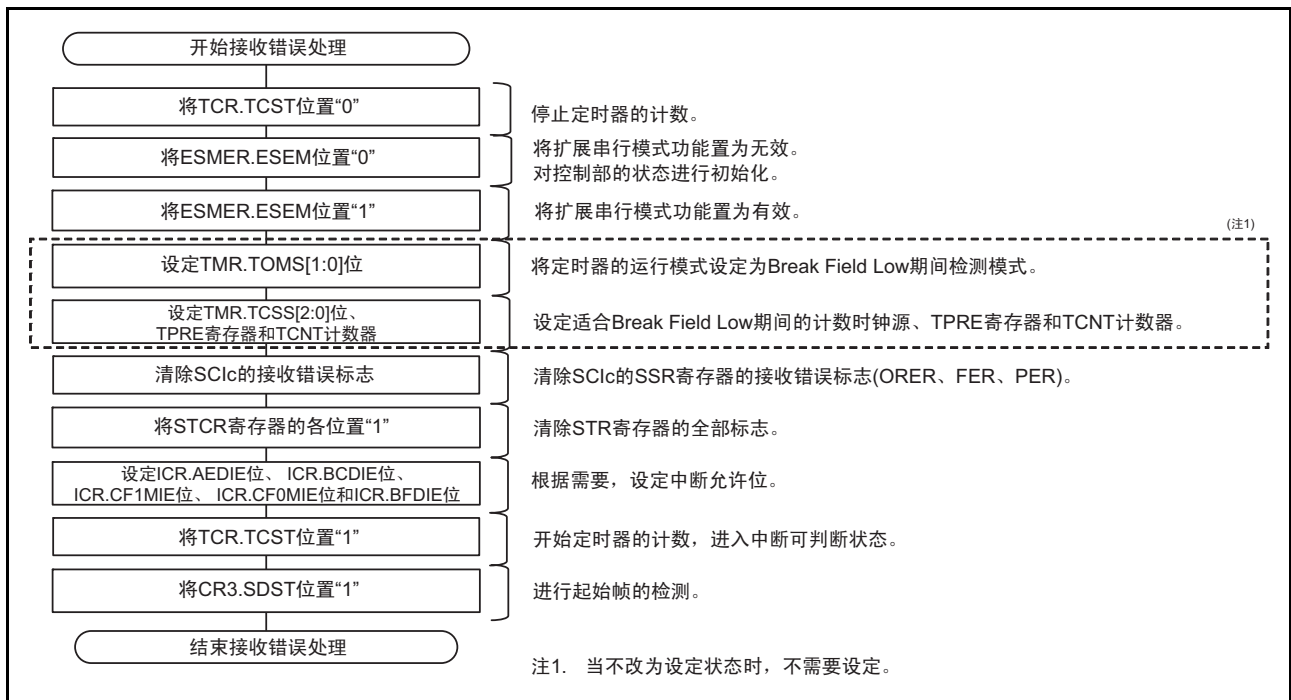 开始接收错误处理
将TCR.TCST位置“0”
停止定时器的计数。
将ESMER.ESEM位置“0”
将扩展串行模式功能置为无效。
对控制部的状态进行初始化。
将ESMER.ESEM位置“1”
将扩展串行模式功能置为有效。
(注1)
设定TMR.TOMS[1:0]位
将定时器的运行模式设定为Break Field Low期间检测模式。
设定TMR.TCSS[2:0]位、
TPRE寄存器和TCNT计数器
设定适合Break Field Low期间的计数时钟源、TPRE寄存器和TCNT计数器。
清除SCIc的接收错误标志
清除SCIc的SSR寄存器的接收错误标志(ORER、FER、PER)。
将STCR寄存器的各位置“1”
清除STR寄存器的全部标志。
设定ICR.AEDIE位、 ICR.BCDIE位、
ICR.CF1MIE位、 ICR.CF0MIE位和ICR.BFDIE位
根据需要，设定中断允许位。
将TCR.TCST位置“1”
开始定时器的计数，进入中断可判断状态。
将CR3.SDST位置“1”
进行起始帧的检测。
结束接收错误处理
注1. 当不改为设定状态时，不需要设定。